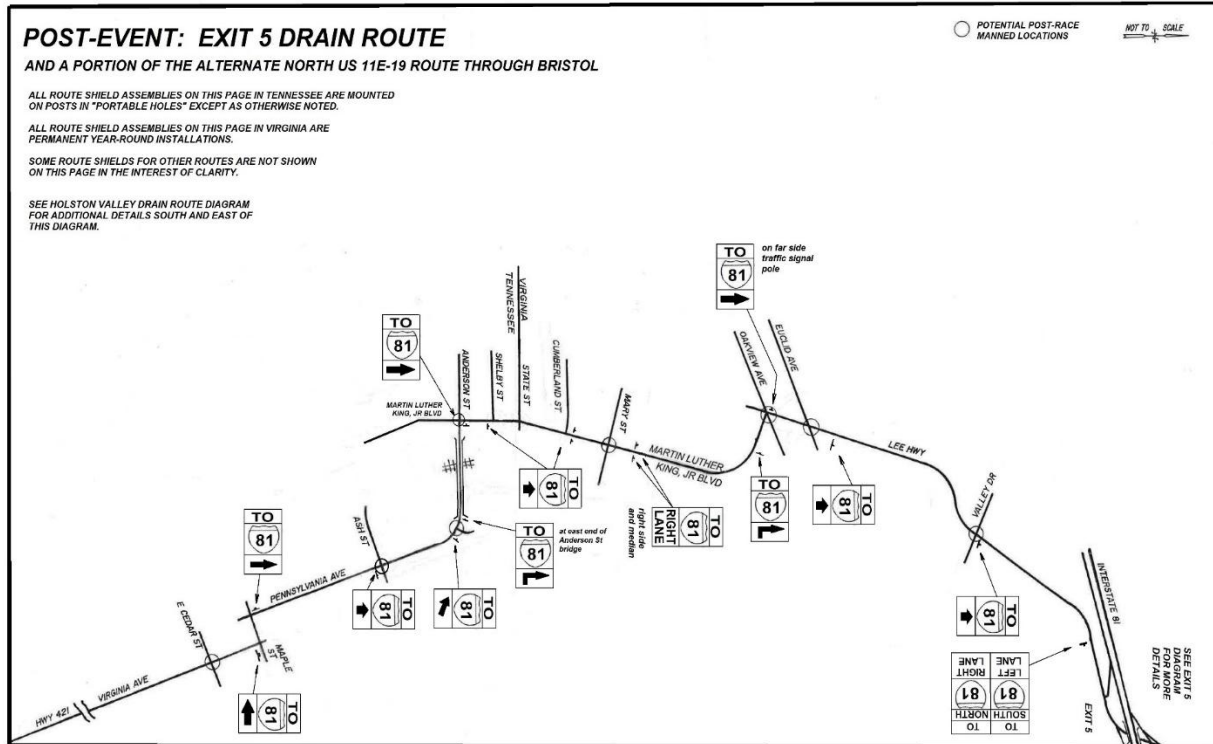 POST-EVENT: EXIT 5 DRAIN ROUTE
AND A PORTION OF THE ALTERNATE NORTH US 11E-19 ROUTE THROUGH BRISTOL
ALL ROUTE SHIELD ASSEMBLIES ON THIS PAGE IN TENNESSEE ARE MOUNTED
ON POSTS IN "PORTABLE HOLES" EXCEPT AS OTHERWISE NOTED.
ALL ROUTE SHIELD ASSEMBLIES ON THIS PAGE IN VIRGINIA ARE
PERMANENT YEAR-ROUND INSTALLATIONS.
SOME ROUTE SHIELDS FOR OTHER ROUTES ARE NOT SHOWN
ON THIS PAGE IN THE INTEREST OF CLARITY.
SEE HOLSTON VALLEY DRAIN ROUTE DIAGRAM
FOR ADDITIONAL DETAILS SOUTH AND EAST OF
THIS DIAGRAM.
POTENTIAL POST-RACE
MANNED LOCATIONS
NOT TO SCALE
TO
81
on far side
traffic signal
pole
TO
81
MARTIN LUTHER
KING, JR BLVD
ANDERSON ST
SHELBY ST
TENNESSEE
VIRGINIA
STATE ST
CUMBERLAND ST.
MARY ST
MARTIN LUTHER
KING, JR BLVD
OAKVIEW AVE
EUCLID AVE
LEE HWY
VALLEY DR
INTERSTATE 81
TO
81
TO
81
RIGHT
LANE
right side
and median
TO
81
TO
81
TO
81
at east end of
Anderson St
bridge
TO
81
ASH ST
PENNSYLVANIA AVE
TO
81
TO
81
TO
81
E CEDAR ST
MAPLE
ST
VIRGINIA AVE
HWY 421
TO
81
TO
SOUTH
81
LEFT
LANE
TO
NORTH
81
RIGHT
LANE
EXIT 5
SEE EXIT 5
DIAGRAM
FOR MORE
DETAILS